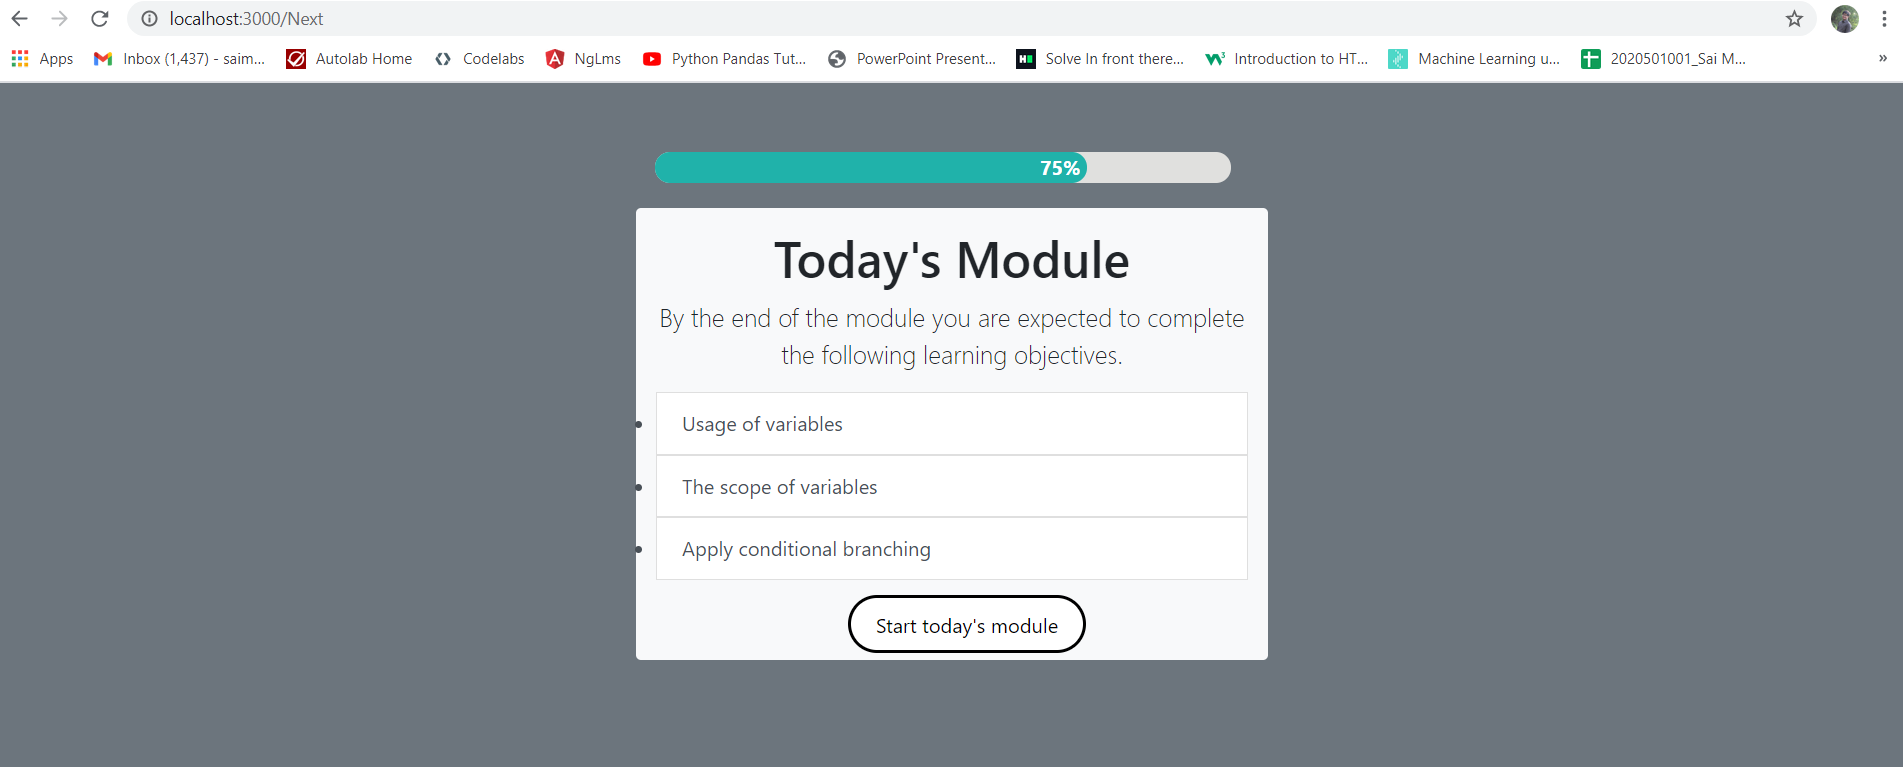 localhost:3000/Next
Apps
Inbox (1,437) - saim...
Autolab Home
Codelabs
NgLms
Python Pandas Tut...
PowerPoint Present...
Solve In front there...
Introduction to HT...
Machine Learning u...
2020501001_Sai M...
»
75%
Today's Module
By the end of the module you are expected to complete
the following learning objectives.
Usage of variables
The scope of variables
Apply conditional branching
Start today's module